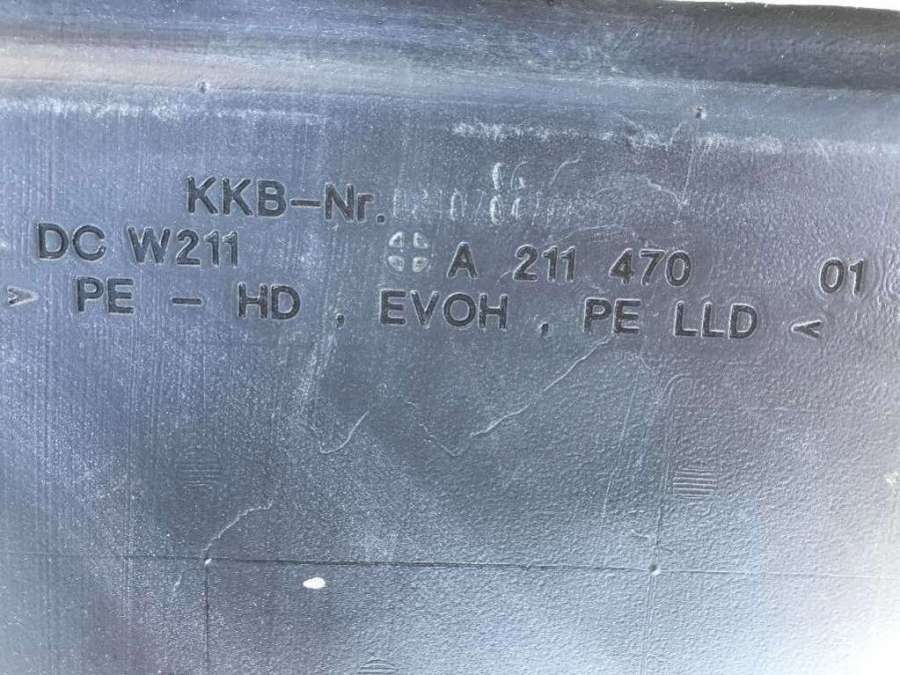 KKB-Nr.
DC W211 A 211 470 01
> PE - HD , EVOH , PE LLD <